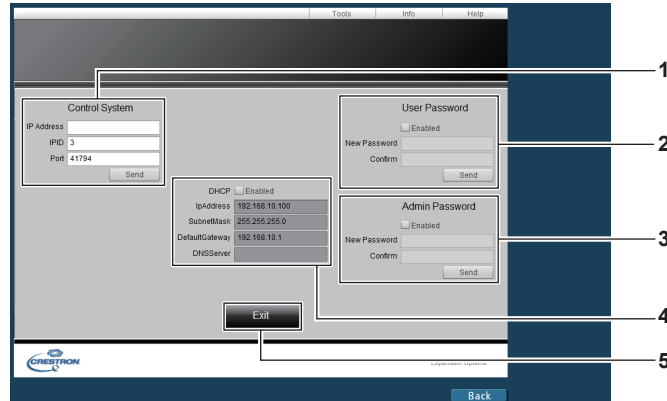 Tools Info Help
1
Control System
IP Address
IPID 3
Port 41794
Send
User Password
Enabled
New Password
Confirm
Send
2
DHCP Enabled
IpAddress 192.168.10.100
SubnetMask 255.255.255.0
DefaultGateway 192.168.10.1
DNSServer
Admin Password
Enabled
New Password
Confirm
Send
3
4
Exit
CRESTRON
Expansion Options
5
Back